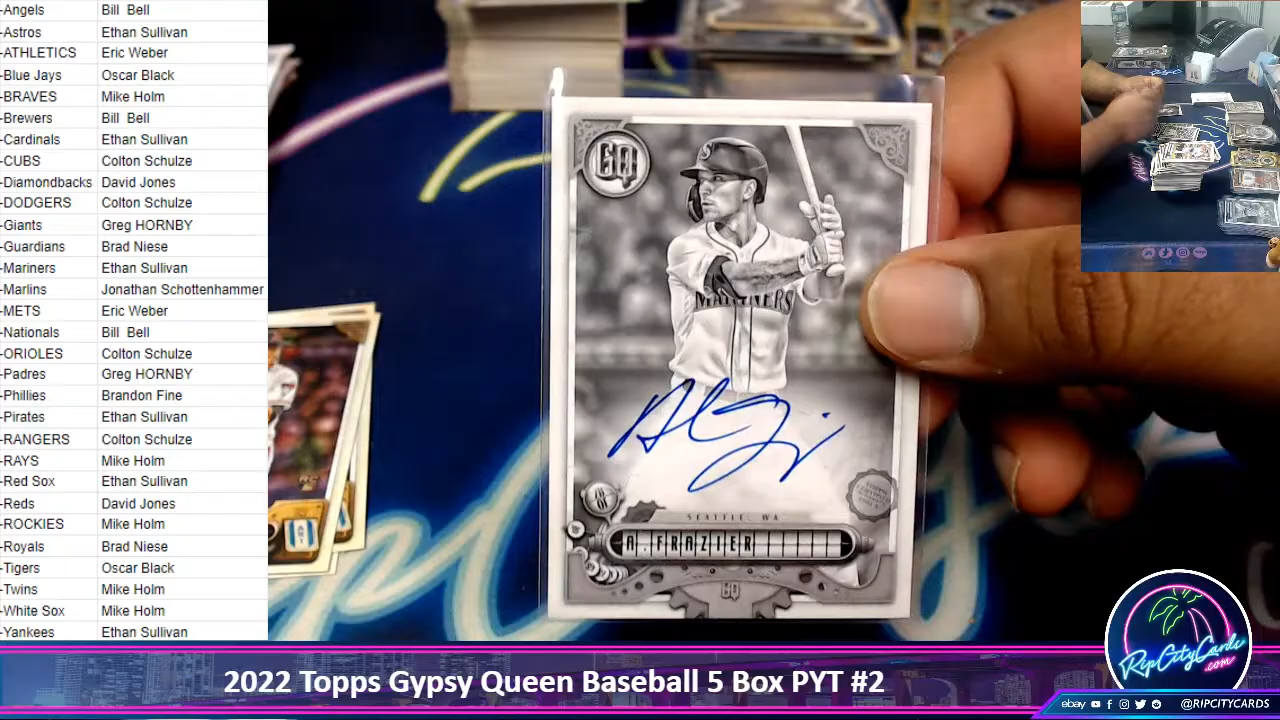 -Angels Bill Bell
-Astros Ethan Sullivan
-ATHLETICS Eric Weber
-Blue Jays Oscar Black
-BRAVES Mike Holm
-Brewers Bill Bell
-Cardinals Ethan Sullivan
-CUBS Colton Schulze
-Diamondbacks David Jones
-DODGERS Colton Schulze
-Giants Greg HORNBY
-Guardians Brad Niese
-Mariners Ethan Sullivan
-Marlins Jonathan Schottenhammer
-METS Eric Weber
-Nationals Bill Bell
-ORIOLES Colton Schulze
-Padres Greg HORNBY
-Phillies Brandon Fine
-Pirates Ethan Sullivan
-RANGERS Colton Schulze
-RAYS Mike Holm
-Red Sox Ethan Sullivan
-Reds David Jones
-ROCKIES Mike Holm
-Royals Brad Niese
-Tigers Oscar Black
-Twins Mike Holm
-White Sox Mike Holm
-Yankees Ethan Sullivan
GQ
S
MARINERS
SEATTLE, WA
A. FRAZIER
GQ
RipCityCards
.com
2022 Topps Gypsy Queen Baseball 5 Box PYT #2
ebay @RIPCITYCARDS